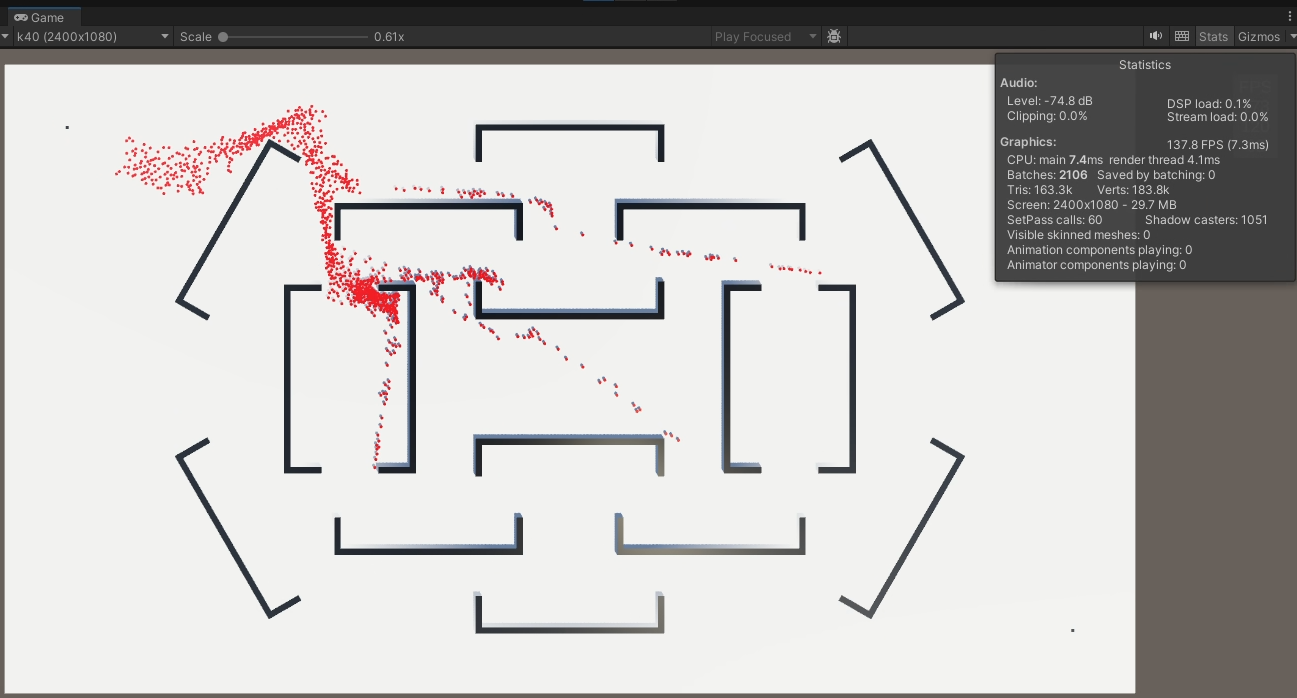 Game
k40 (2400x1080) Scale 0.61x Play Focused Stats Gizmos
Statistics
Audio:
Level: -74.8 dB DSP load: 0.1%
Clipping: 0.0% Stream load: 0.0%
Graphics: 137.8 FPS (7.3ms)
CPU: main 7.4ms render thread 4.1ms
Batches: 2106 Saved by batching: 0
Tris: 163.3k Verts: 183.8k
Screen: 2400x1080 - 29.7 MB
SetPass calls: 60 Shadow casters: 1051
Visible skinned meshes: 0
Animation components playing: 0
Animator components playing: 0